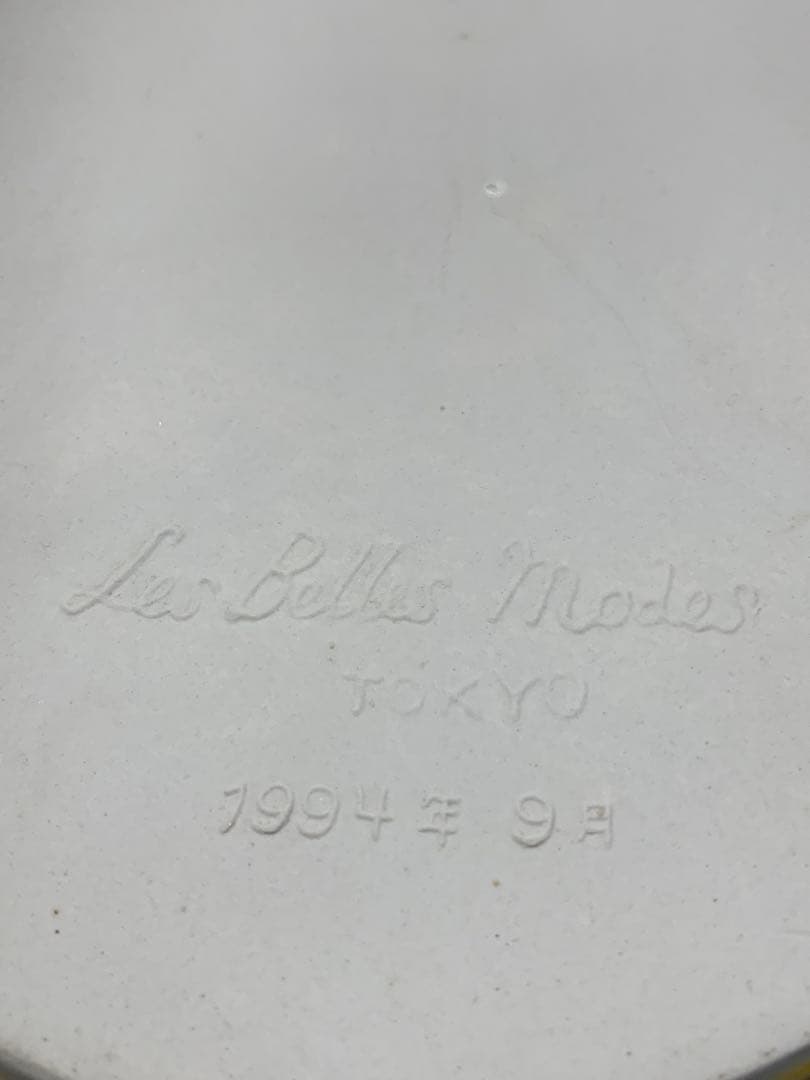 Les Belles Modes
TOKYO
1994年 9月